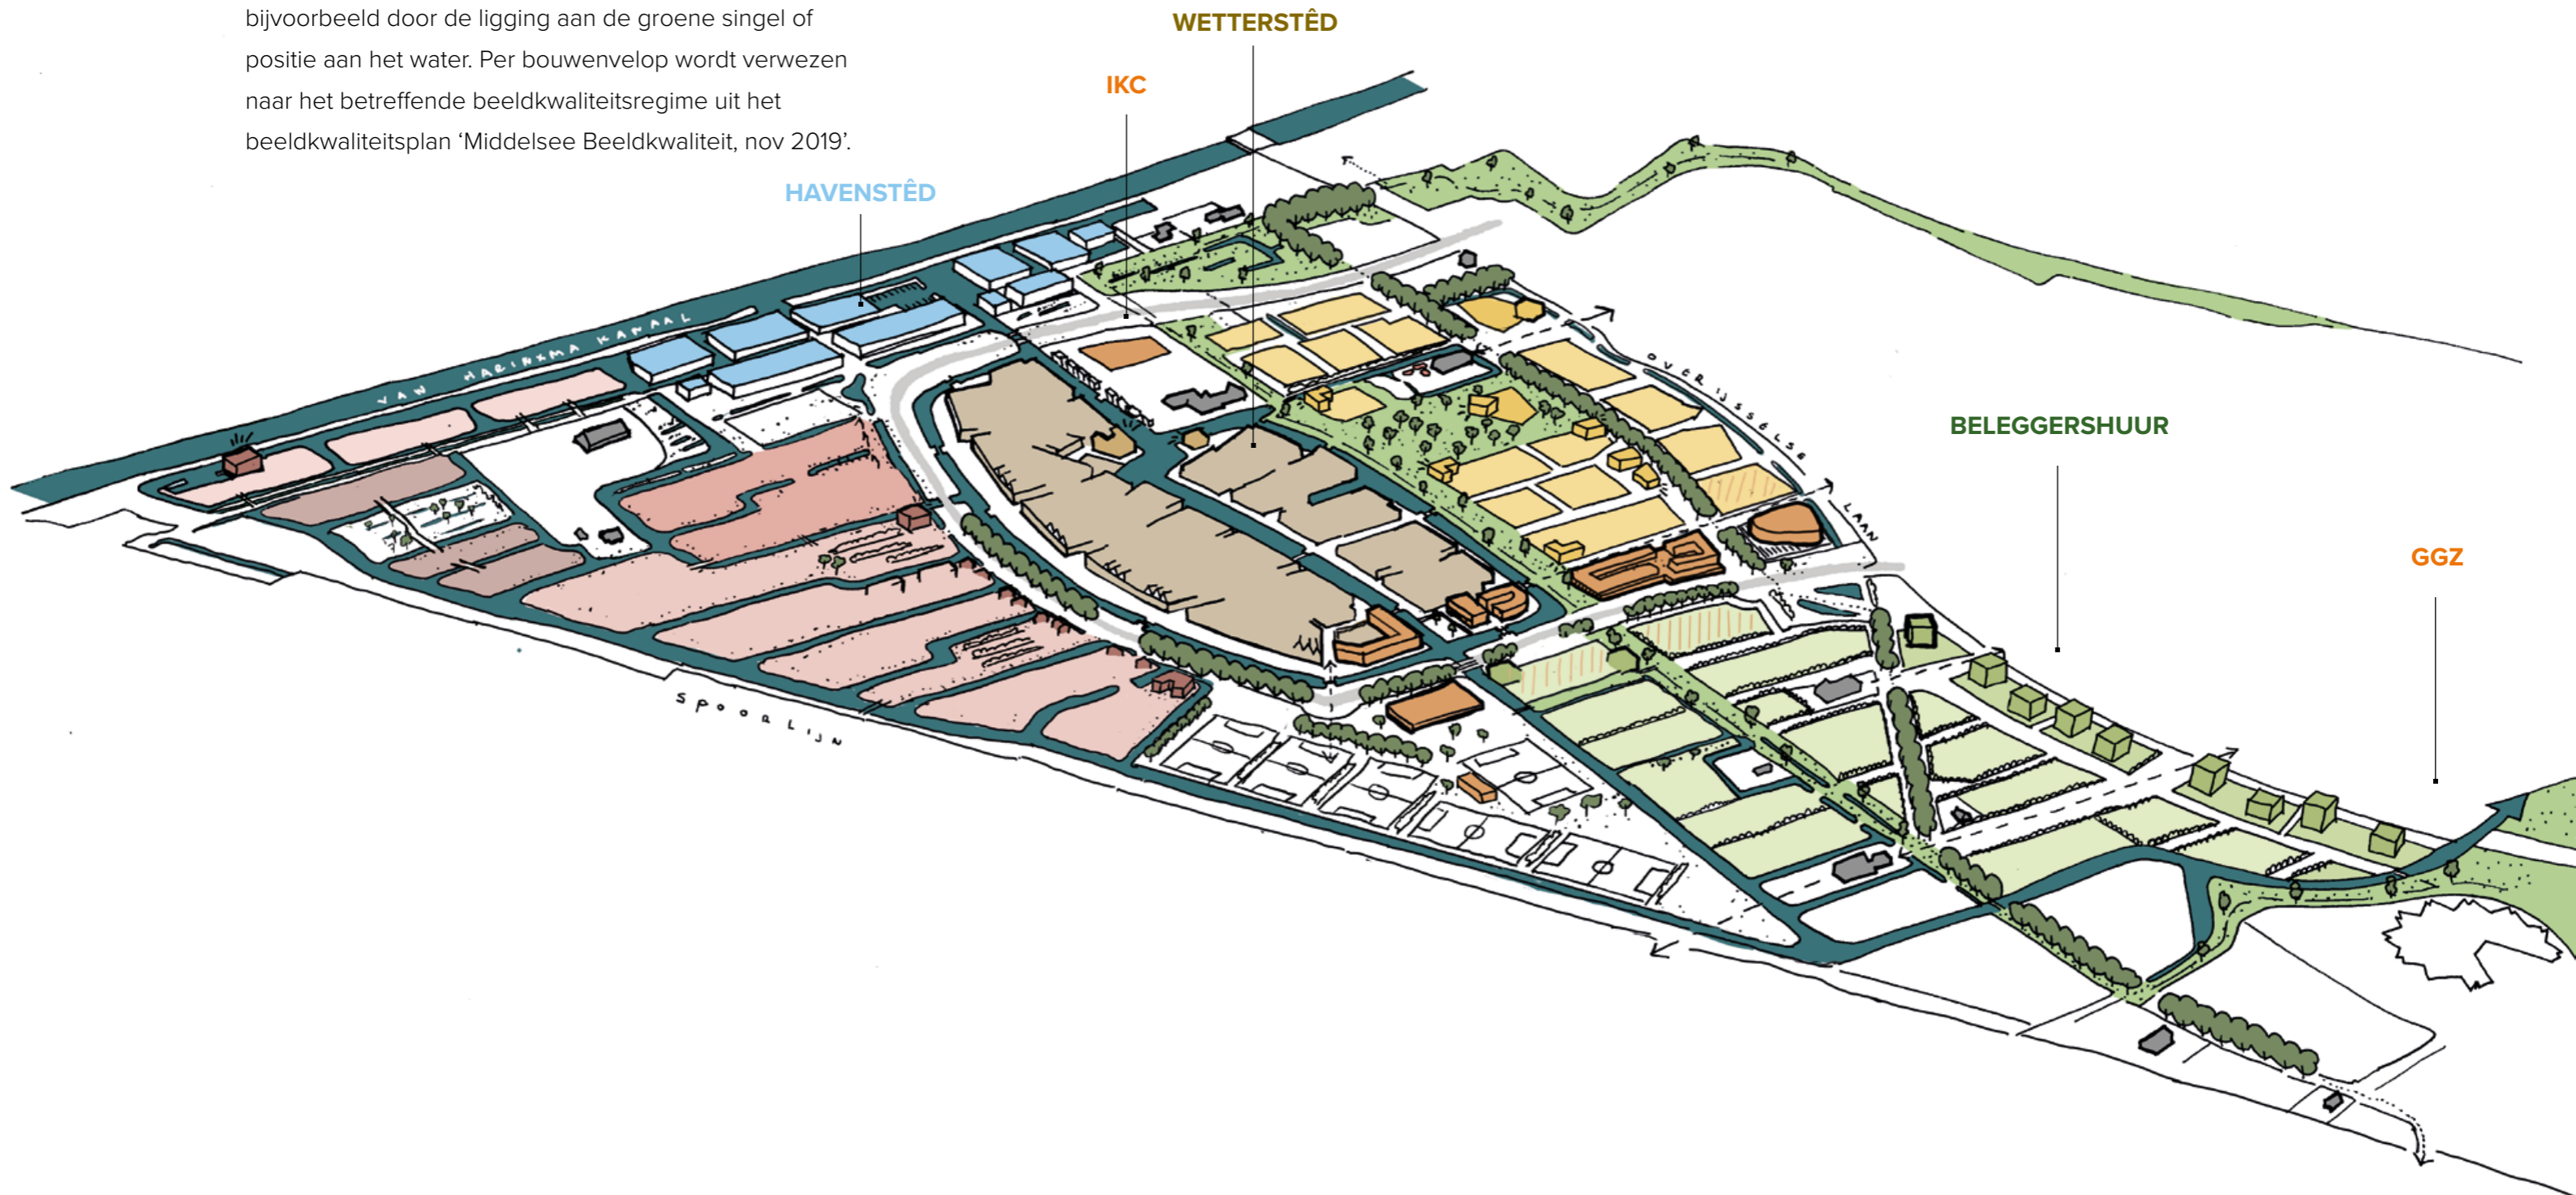 bijvoorbeeld door de ligging aan de groene singel of
positie aan het water. Per bouwenvelop wordt verwezen
naar het betreffende beeldkwaliteitsregime uit het
beeldkwaliteitsplan ‘Middelsee Beeldkwaliteit, nov 2019’.
WETTERSTÊD
IKC
HAVENSTÊD
VAN HARINXMA KANAAL
OVERIJSSELSE LAAN
BELEGGERSHUUR
GGZ
SPOORLIJN